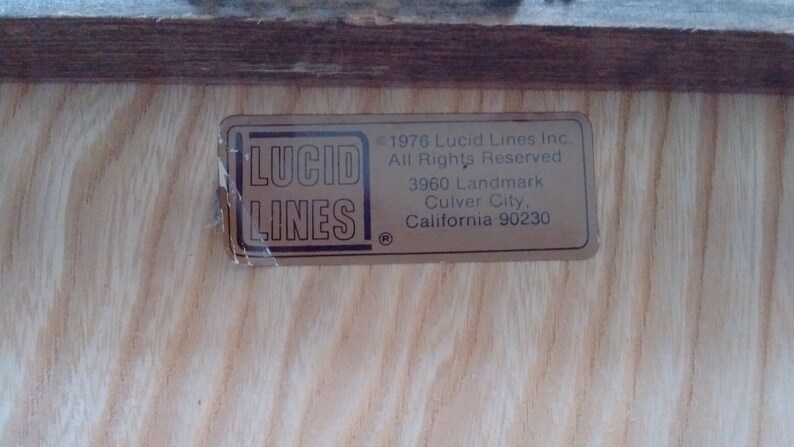 LUCID
LINES
®
©1976 Lucid Lines Inc.
All Rights Reserved
3960 Landmark
Culver City,
California 90230